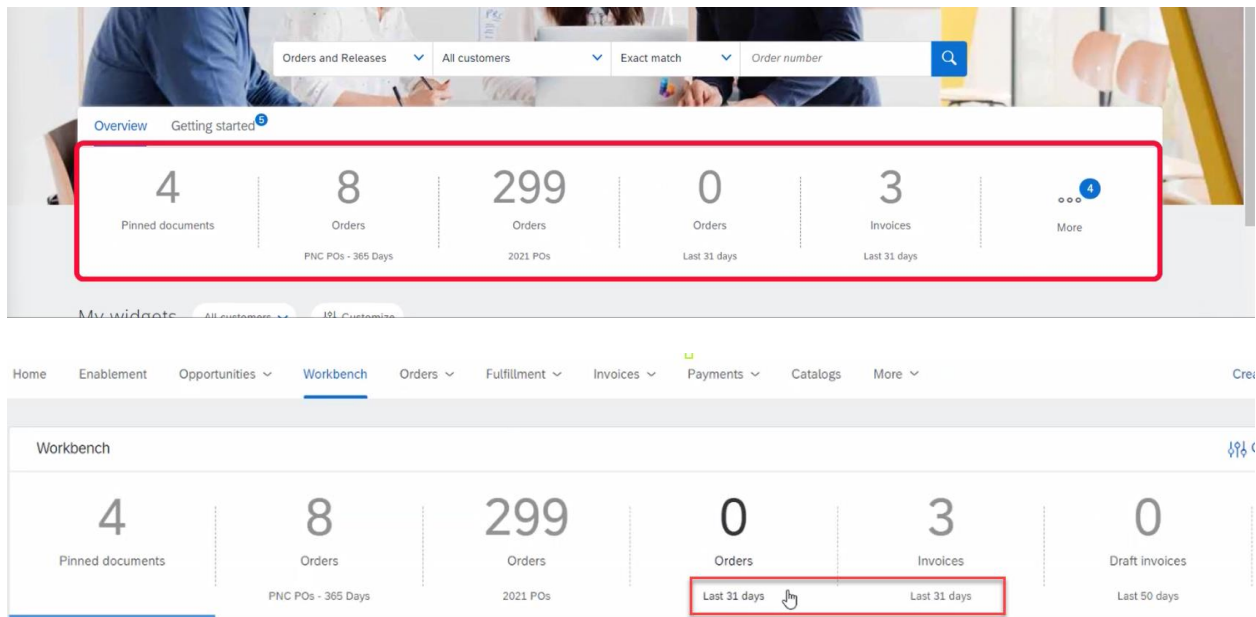 Orders and Releases All customers Exact match Order number
Overview Getting started 5
4 8 299 0 3 4
Pinned documents Orders Orders Orders Invoices More
PNC POs - 365 Days 2021 POs Last 31 days Last 31 days
My widgets All customers Customize
Home Enablement Opportunities Workbench Orders Fulfillment Invoices Payments Catalogs More Crea
Workbench
4 8 299 0 3 0
Pinned documents Orders Orders Orders Invoices Draft invoices
PNC POs - 365 Days 2021 POs Last 31 days Last 31 days Last 50 days